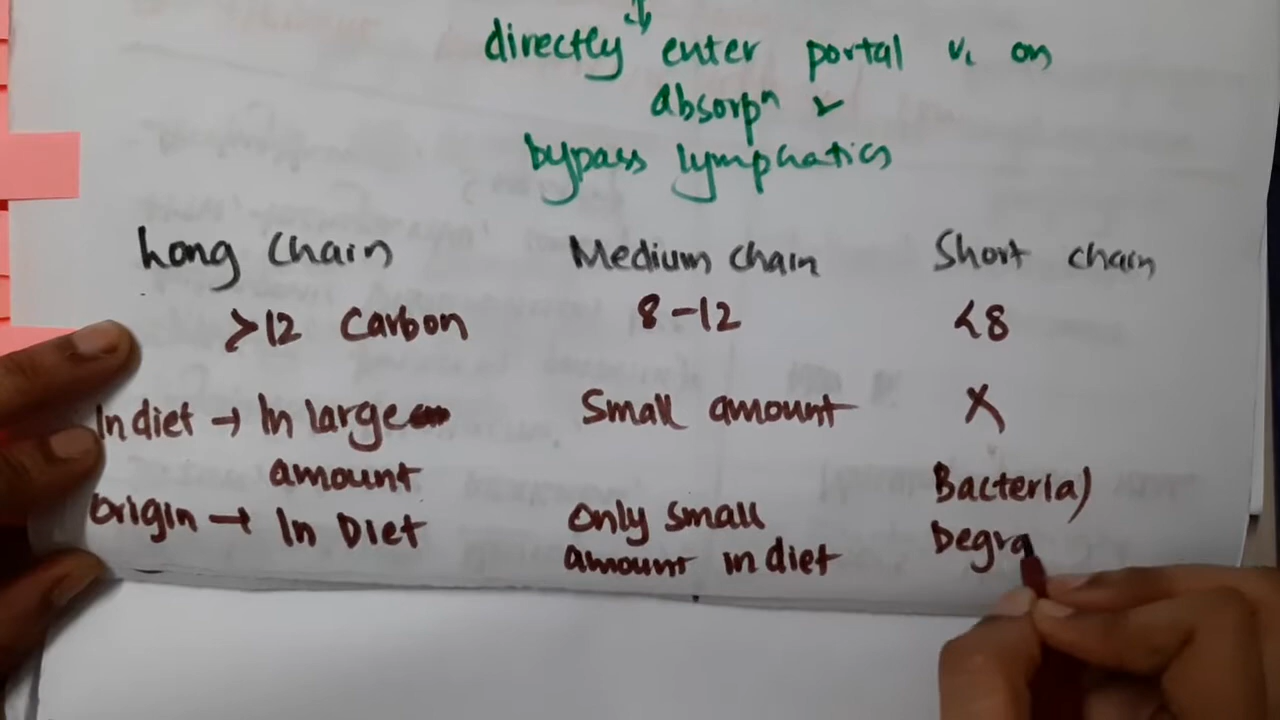 directly enter portal v. on
absorpⁿ &
bypass lymphatics
Long Chain Medium chain Short chain
>12 Carbon 8-12 <8
In diet → In large Small amount X
amount
Bacterial
Origin → In Diet Only small Degra
amount in diet